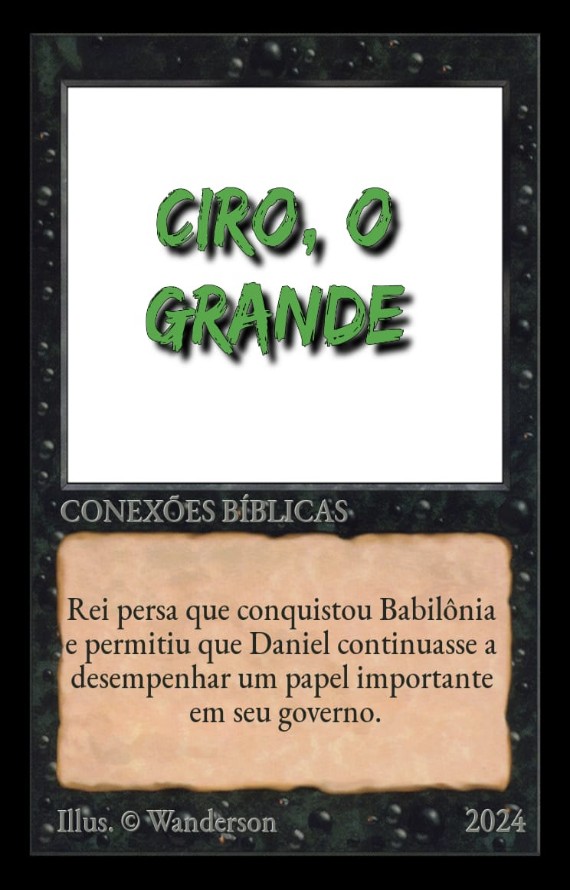 CIRO, O
GRANDE
CONEXÕES BÍBLICAS
Rei persa que conquistou Babilônia
e permitiu que Daniel continuasse a
desempenhar um papel importante
em seu governo.
Illus. © Wanderson
2024